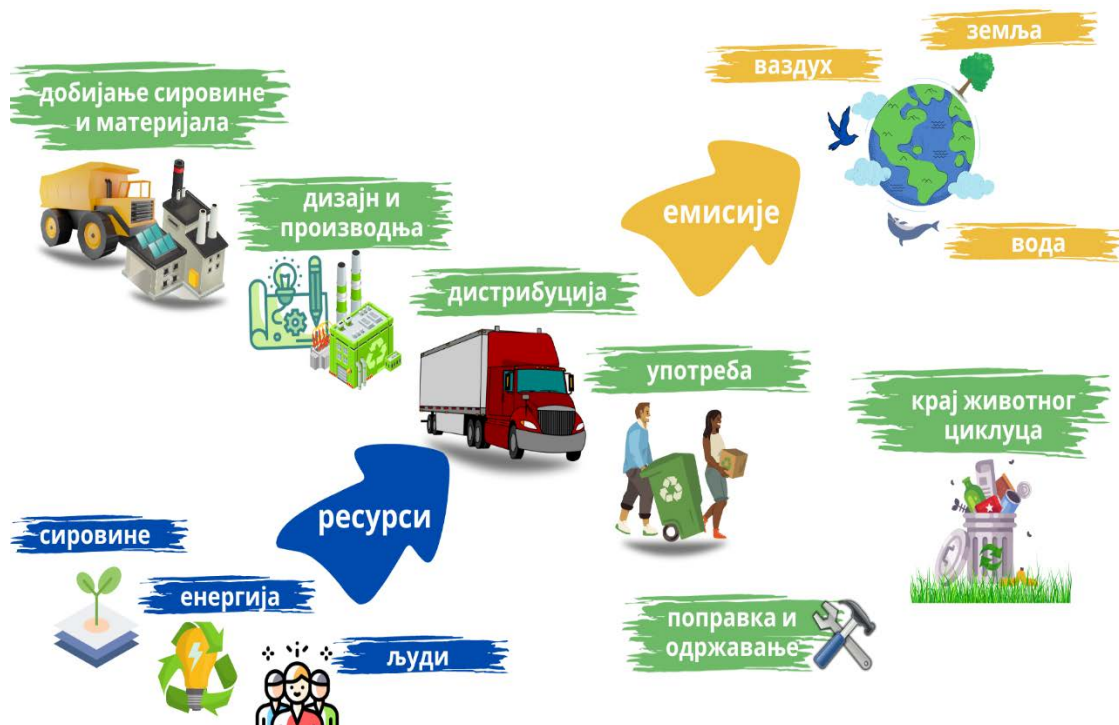 земља
ваздух
добијање сировине
и материјала
дизајн и
производња
емисије
вода
дистрибуција
употреба
крај животног
циклуца
ресурси
сировине
енергија
људи
поправка и
одржавање